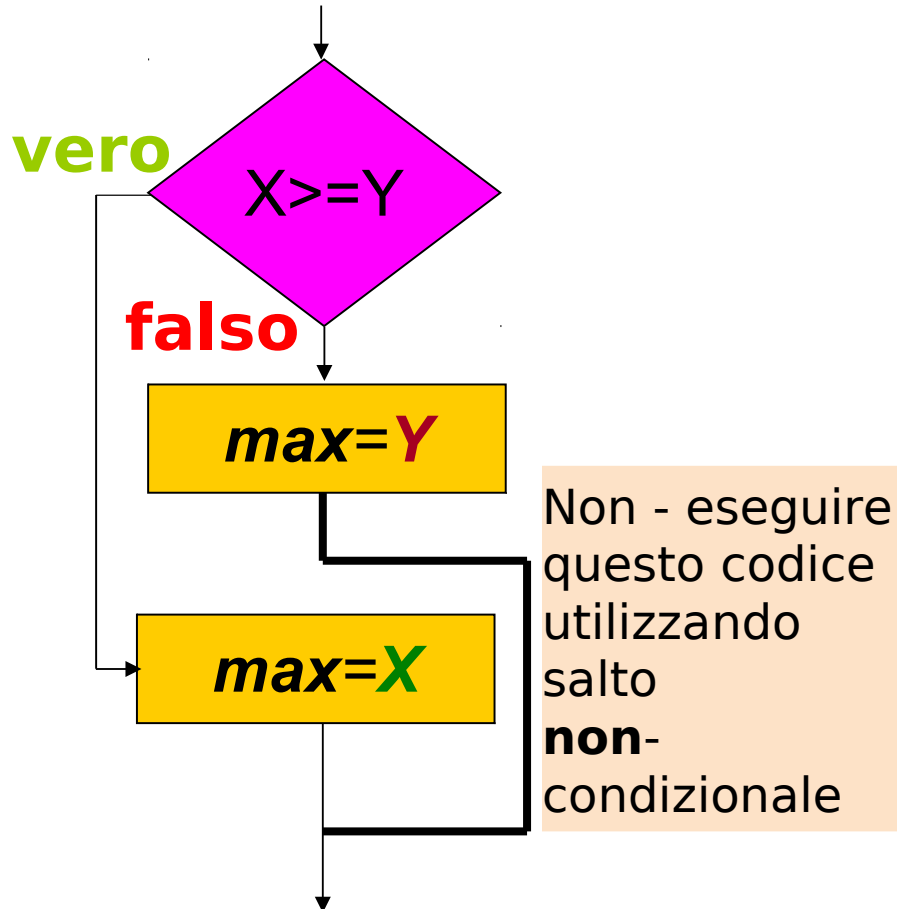 vero
X>=Y
falso
max=Y
Non - eseguire
questo codice
utilizzando
salto
non-
condizionale
max=X